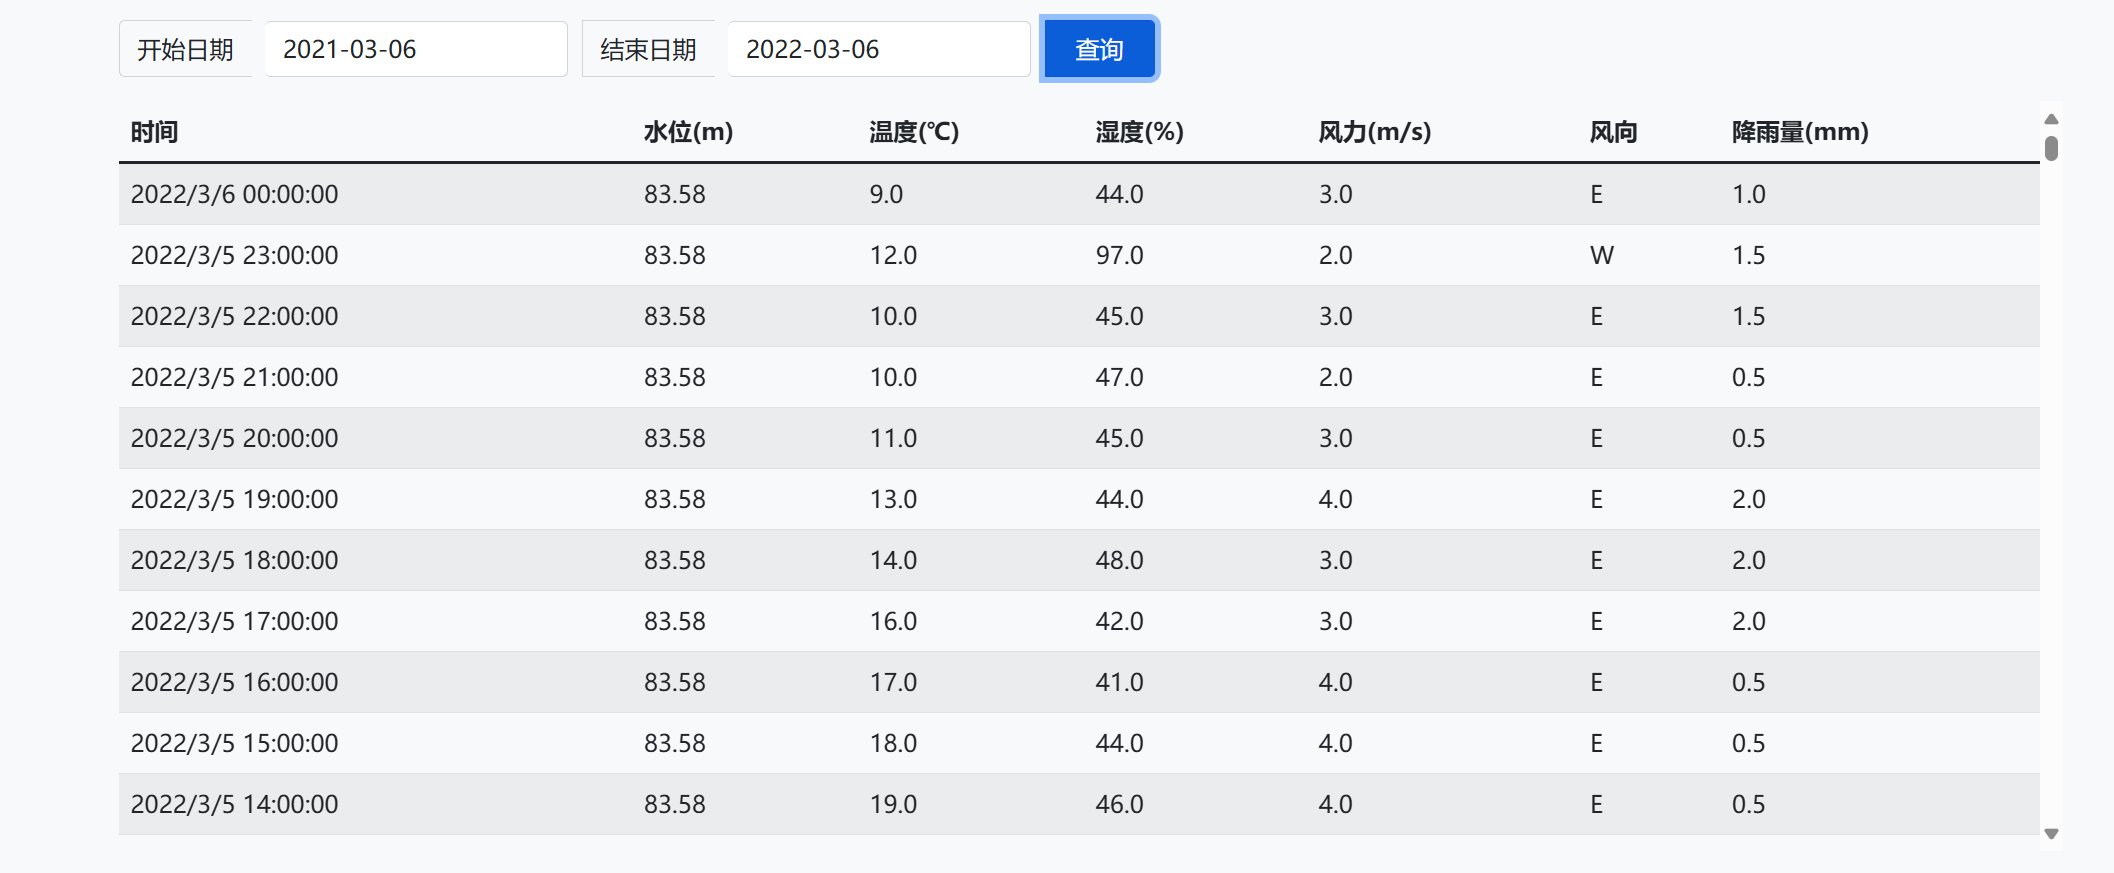 开始日期 2021-03-06 结束日期 2022-03-06 查询
时间 水位(m) 温度(℃) 湿度(%) 风力(m/s) 风向 降雨量(mm)
2022/3/6 00:00:00 83.58 9.0 44.0 3.0 E 1.0
2022/3/5 23:00:00 83.58 12.0 97.0 2.0 W 1.5
2022/3/5 22:00:00 83.58 10.0 45.0 3.0 E 1.5
2022/3/5 21:00:00 83.58 10.0 47.0 2.0 E 0.5
2022/3/5 20:00:00 83.58 11.0 45.0 3.0 E 0.5
2022/3/5 19:00:00 83.58 13.0 44.0 4.0 E 2.0
2022/3/5 18:00:00 83.58 14.0 48.0 3.0 E 2.0
2022/3/5 17:00:00 83.58 16.0 42.0 3.0 E 2.0
2022/3/5 16:00:00 83.58 17.0 41.0 4.0 E 0.5
2022/3/5 15:00:00 83.58 18.0 44.0 4.0 E 0.5
2022/3/5 14:00:00 83.58 19.0 46.0 4.0 E 0.5